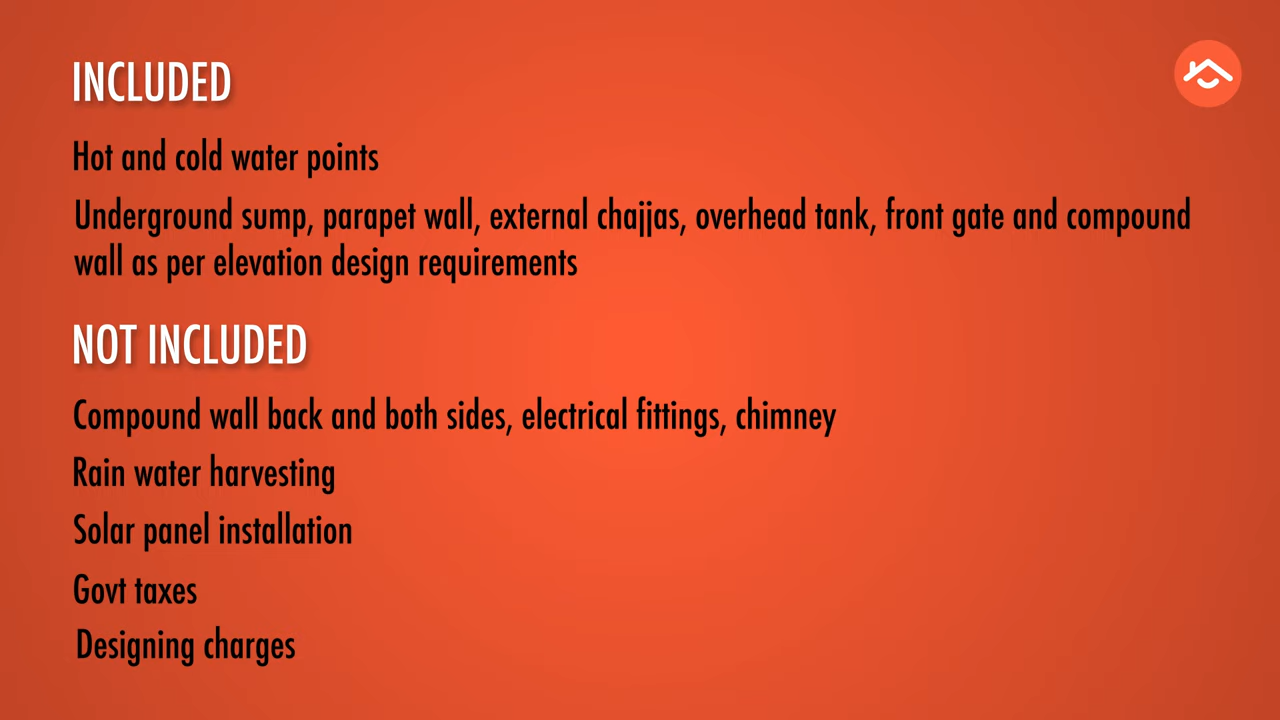 INCLUDED
Hot and cold water points
Underground sump, parapet wall, external chajjas, overhead tank, front gate and compound
wall as per elevation design requirements
NOT INCLUDED
Compound wall back and both sides, electrical fittings, chimney
Rain water harvesting
Solar panel installation
Govt taxes
Designing charges